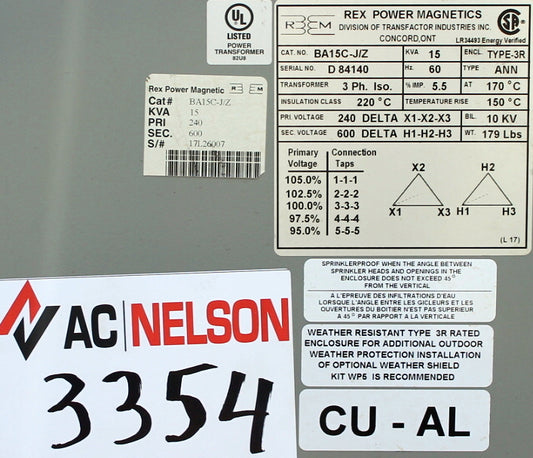 UL
LISTED
POWER
TRANSFORMER
82U8
REX POWER MAGNETICS
DIVISION OF TRANSFACTOR INDUSTRIES INC.
CONCORD,ONT
LR34493 Energy Verified
CAT. NO. BA15C-J/Z KVA 15 ENCL. TYPE-3R
SERIAL NO. D 84140 Hz. 60 TYPE ANN
TRANSFORMER 3 Ph. Iso. % IMP. 5.5 AT 170°C
INSULATION CLASS 220°C TEMPERATURE RISE 150°C
PRI. VOLTAGE 240 DELTA X1-X2-X3 BIL. 10 KV
SEC. VOLTAGE 600 DELTA H1-H2-H3 WT. 179 Lbs
Primary Connection
Voltage Taps
105.0% 1-1-1
102.5% 2-2-2
100.0% 3-3-3
97.5% 4-4-4
95.0% 5-5-5
X2 H2
X1 X3 H1 H3
(L 17)
Rex Power Magnetic
Cat# BA15C-J/Z
KVA 15
PRI 240
SEC. 600
S/# 17L26007
SPRINKLERPROOF WHEN THE ANGLE BETWEEN
SPRINKLER HEADS AND OPENINGS IN THE
ENCLOSURE DOES NOT EXCEED 45°
FROM THE VERTICAL
A L'EPREUVE DES INFILTRATIONS D'EAU
LORSQUE L'ANGLE ENTRE LES GICLEURS ET LES
OUVERTURES DU BOITIER N'EST PAS SUPERIEUR
A 45° PAR RAPPORT A LA VERTICALE
WEATHER RESISTANT TYPE 3R RATED
ENCLOSURE FOR ADDITIONAL OUTDOOR
WEATHER PROTECTION INSTALLATION
OF OPTIONAL WEATHER SHIELD
KIT WP5 IS RECOMMENDED
CU - AL
AC|NELSON
3354